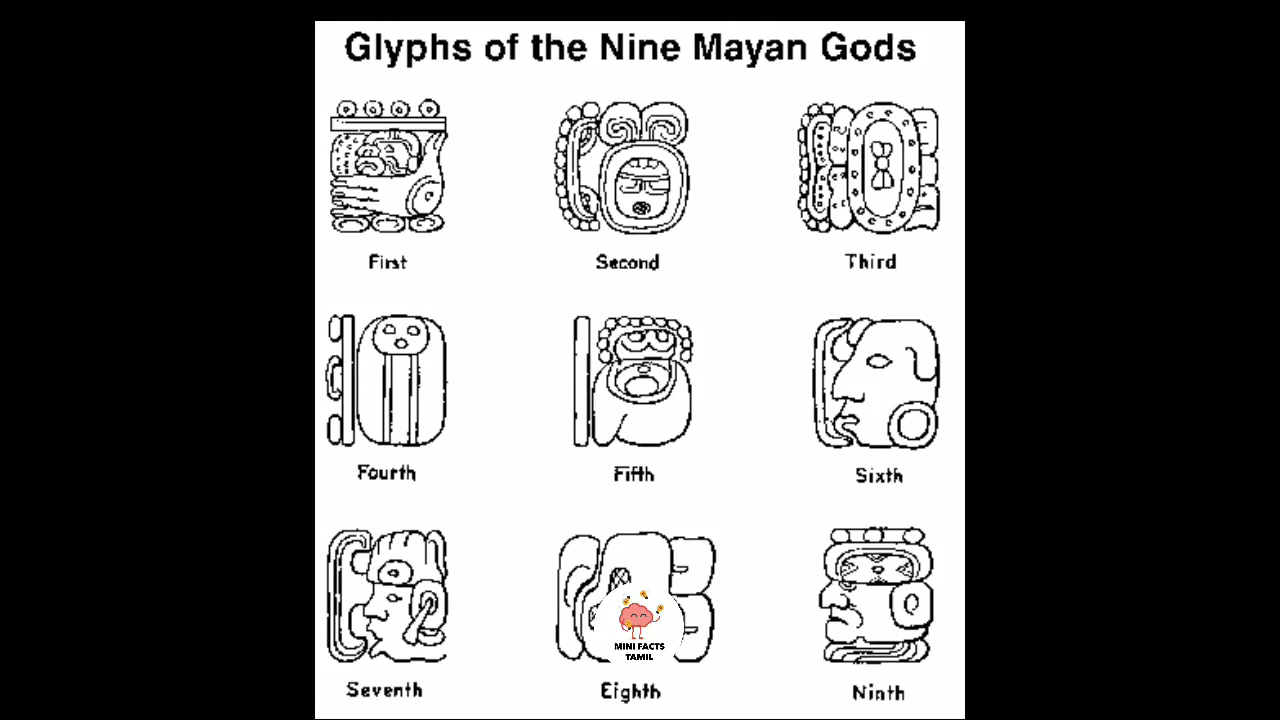 Glyphs of the Nine Mayan Gods
First Second Third
Fourth Fifth Sixth
MINI FACTS
TAMIL
Seventh Eighth Ninth